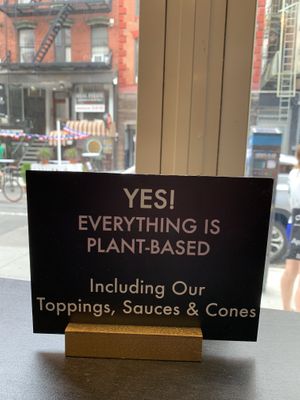 YES!
EVERYTHING IS
PLANT-BASED
Including Our
Toppings, Sauces & Cones